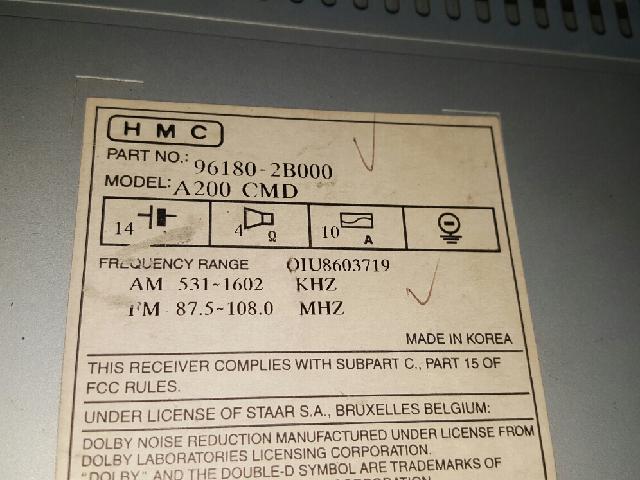 HMC
PART NO.: 96180-2B000
MODEL: A200 CMD
14 4 Ω 10 A
FREQUENCY RANGE OIU8603719
AM 531~1602 KHZ
FM 87.5~108.0 MHZ
MADE IN KOREA
THIS RECEIVER COMPLIES WITH SUBPART C., PART 15 OF
FCC RULES.
UNDER LICENSE OF STAAR S.A., BRUXELLES BELGIUM:
DOLBY NOISE REDUCTION MANUFACTURED UNDER LICENSE FROM
DOLBY LABORATORIES LICENSING CORPORATION.
"DOLBY" AND THE DOUBLE-D SYMBOL ARE TRADEMARKS OF